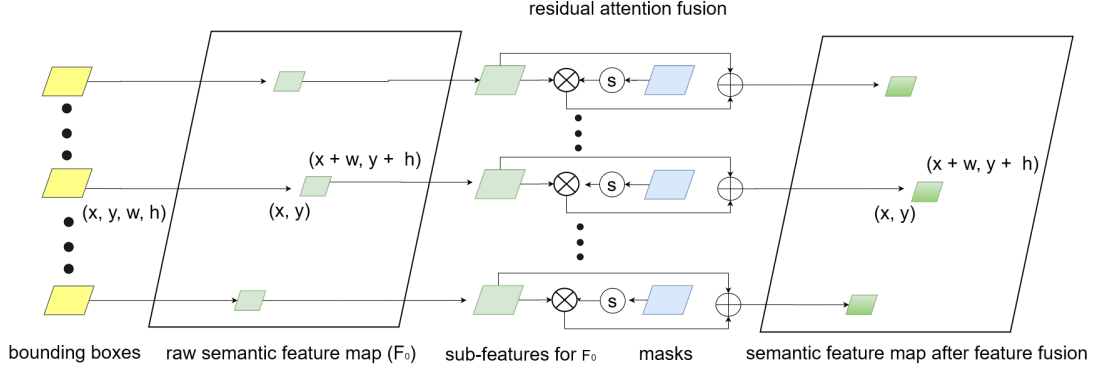 residual attention fusion
s
(x + w, y + h)
s
(x + w, y + h)
(x, y, w, h)
(x, y)
(x, y)
s
bounding boxes
raw semantic feature map (F₀)
sub-features for F₀
masks
semantic feature map after feature fusion